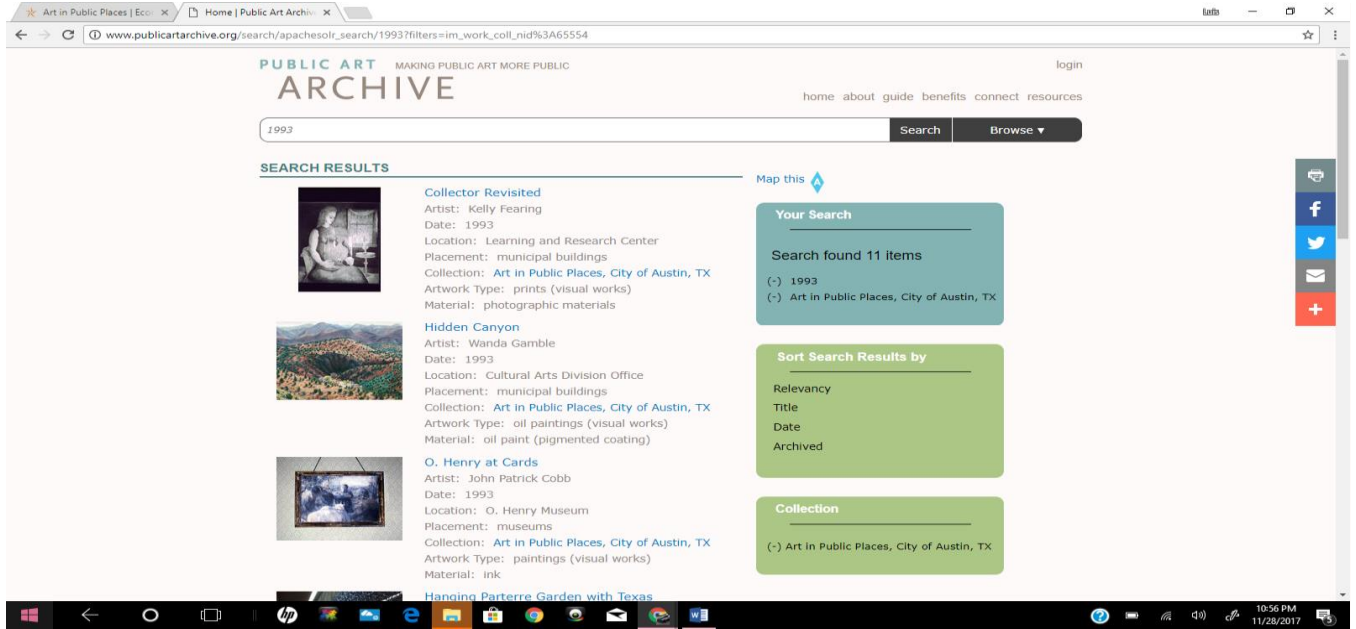 Art in Public Places | Eco
Home | Public Art Archiv
www.publicartarchive.org/search/apachesolr_search/1993?filters=im_work_coll_nid%3A65554
PUBLIC ART MAKING PUBLIC ART MORE PUBLIC
ARCHIVE
login
home about guide benefits connect resources
1993
Search
Browse ▼
SEARCH RESULTS
Collector Revisited
Artist: Kelly Fearing
Date: 1993
Location: Learning and Research Center
Placement: municipal buildings
Collection: Art in Public Places, City of Austin, TX
Artwork Type: prints (visual works)
Material: photographic materials
Hidden Canyon
Artist: Wanda Gamble
Date: 1993
Location: Cultural Arts Division Office
Placement: municipal buildings
Collection: Art in Public Places, City of Austin, TX
Artwork Type: oil paintings (visual works)
Material: oil paint (pigmented coating)
O. Henry at Cards
Artist: John Patrick Cobb
Date: 1993
Location: O. Henry Museum
Placement: museums
Collection: Art in Public Places, City of Austin, TX
Artwork Type: paintings (visual works)
Material: ink
Hanging Parterre Garden with Texas
Map this
Your Search
Search found 11 items
(-) 1993
(-) Art in Public Places, City of Austin, TX
Sort Search Results by
Relevancy
Title
Date
Archived
Collection
(-) Art in Public Places, City of Austin, TX
10:56 PM
11/28/2017